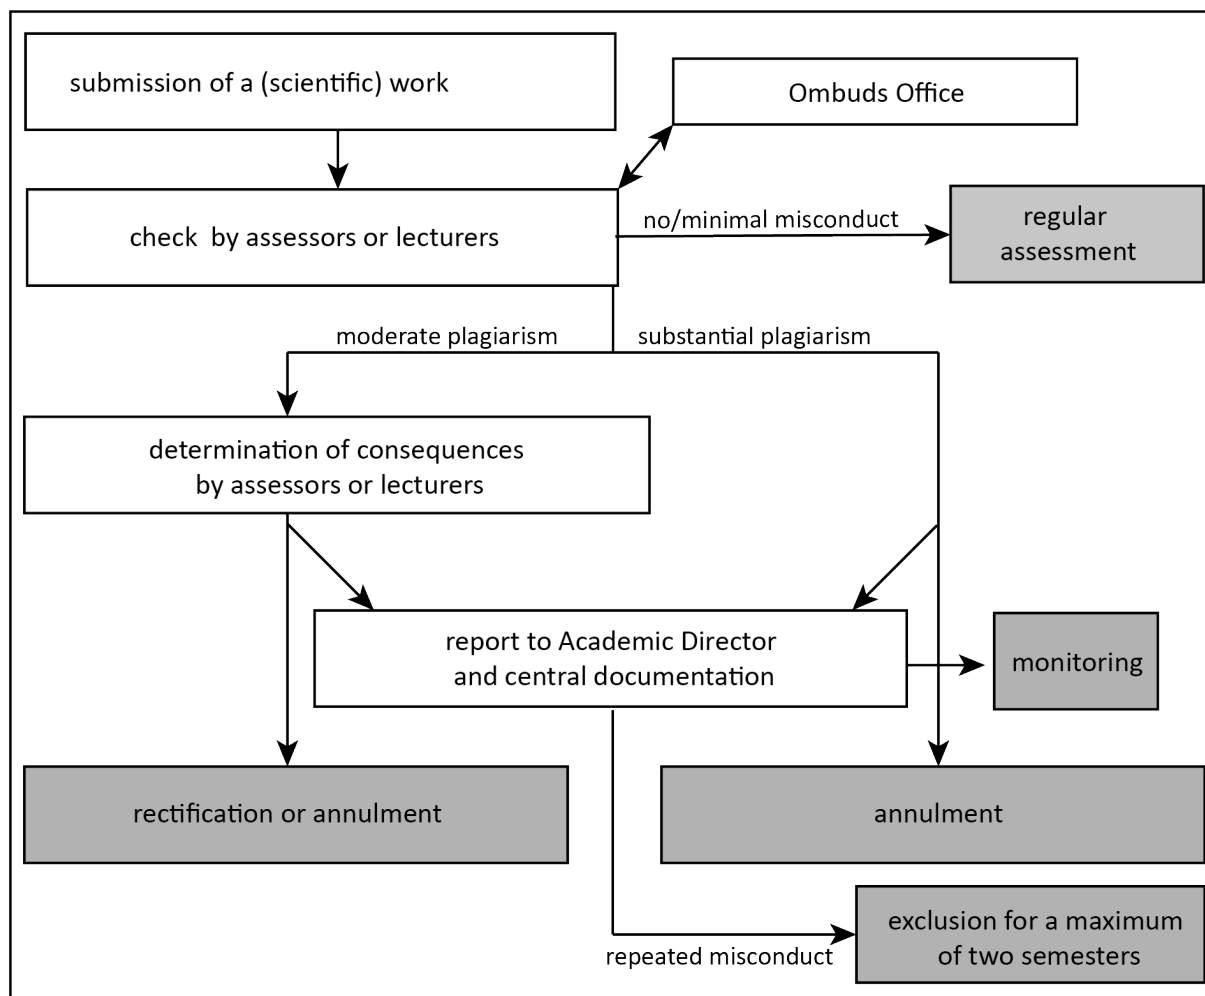 submission of a (scientific) work
Ombuds Office
check by assessors or lecturers
no/minimal misconduct
regular
assessment
moderate plagiarism
substantial plagiarism
determination of consequences
by assessors or lecturers
report to Academic Director
and central documentation
monitoring
rectification or annulment
annulment
exclusion for a maximum
of two semesters
repeated misconduct